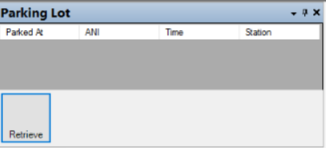 Parking Lot
Parked At ANI Time Station
Retrieve